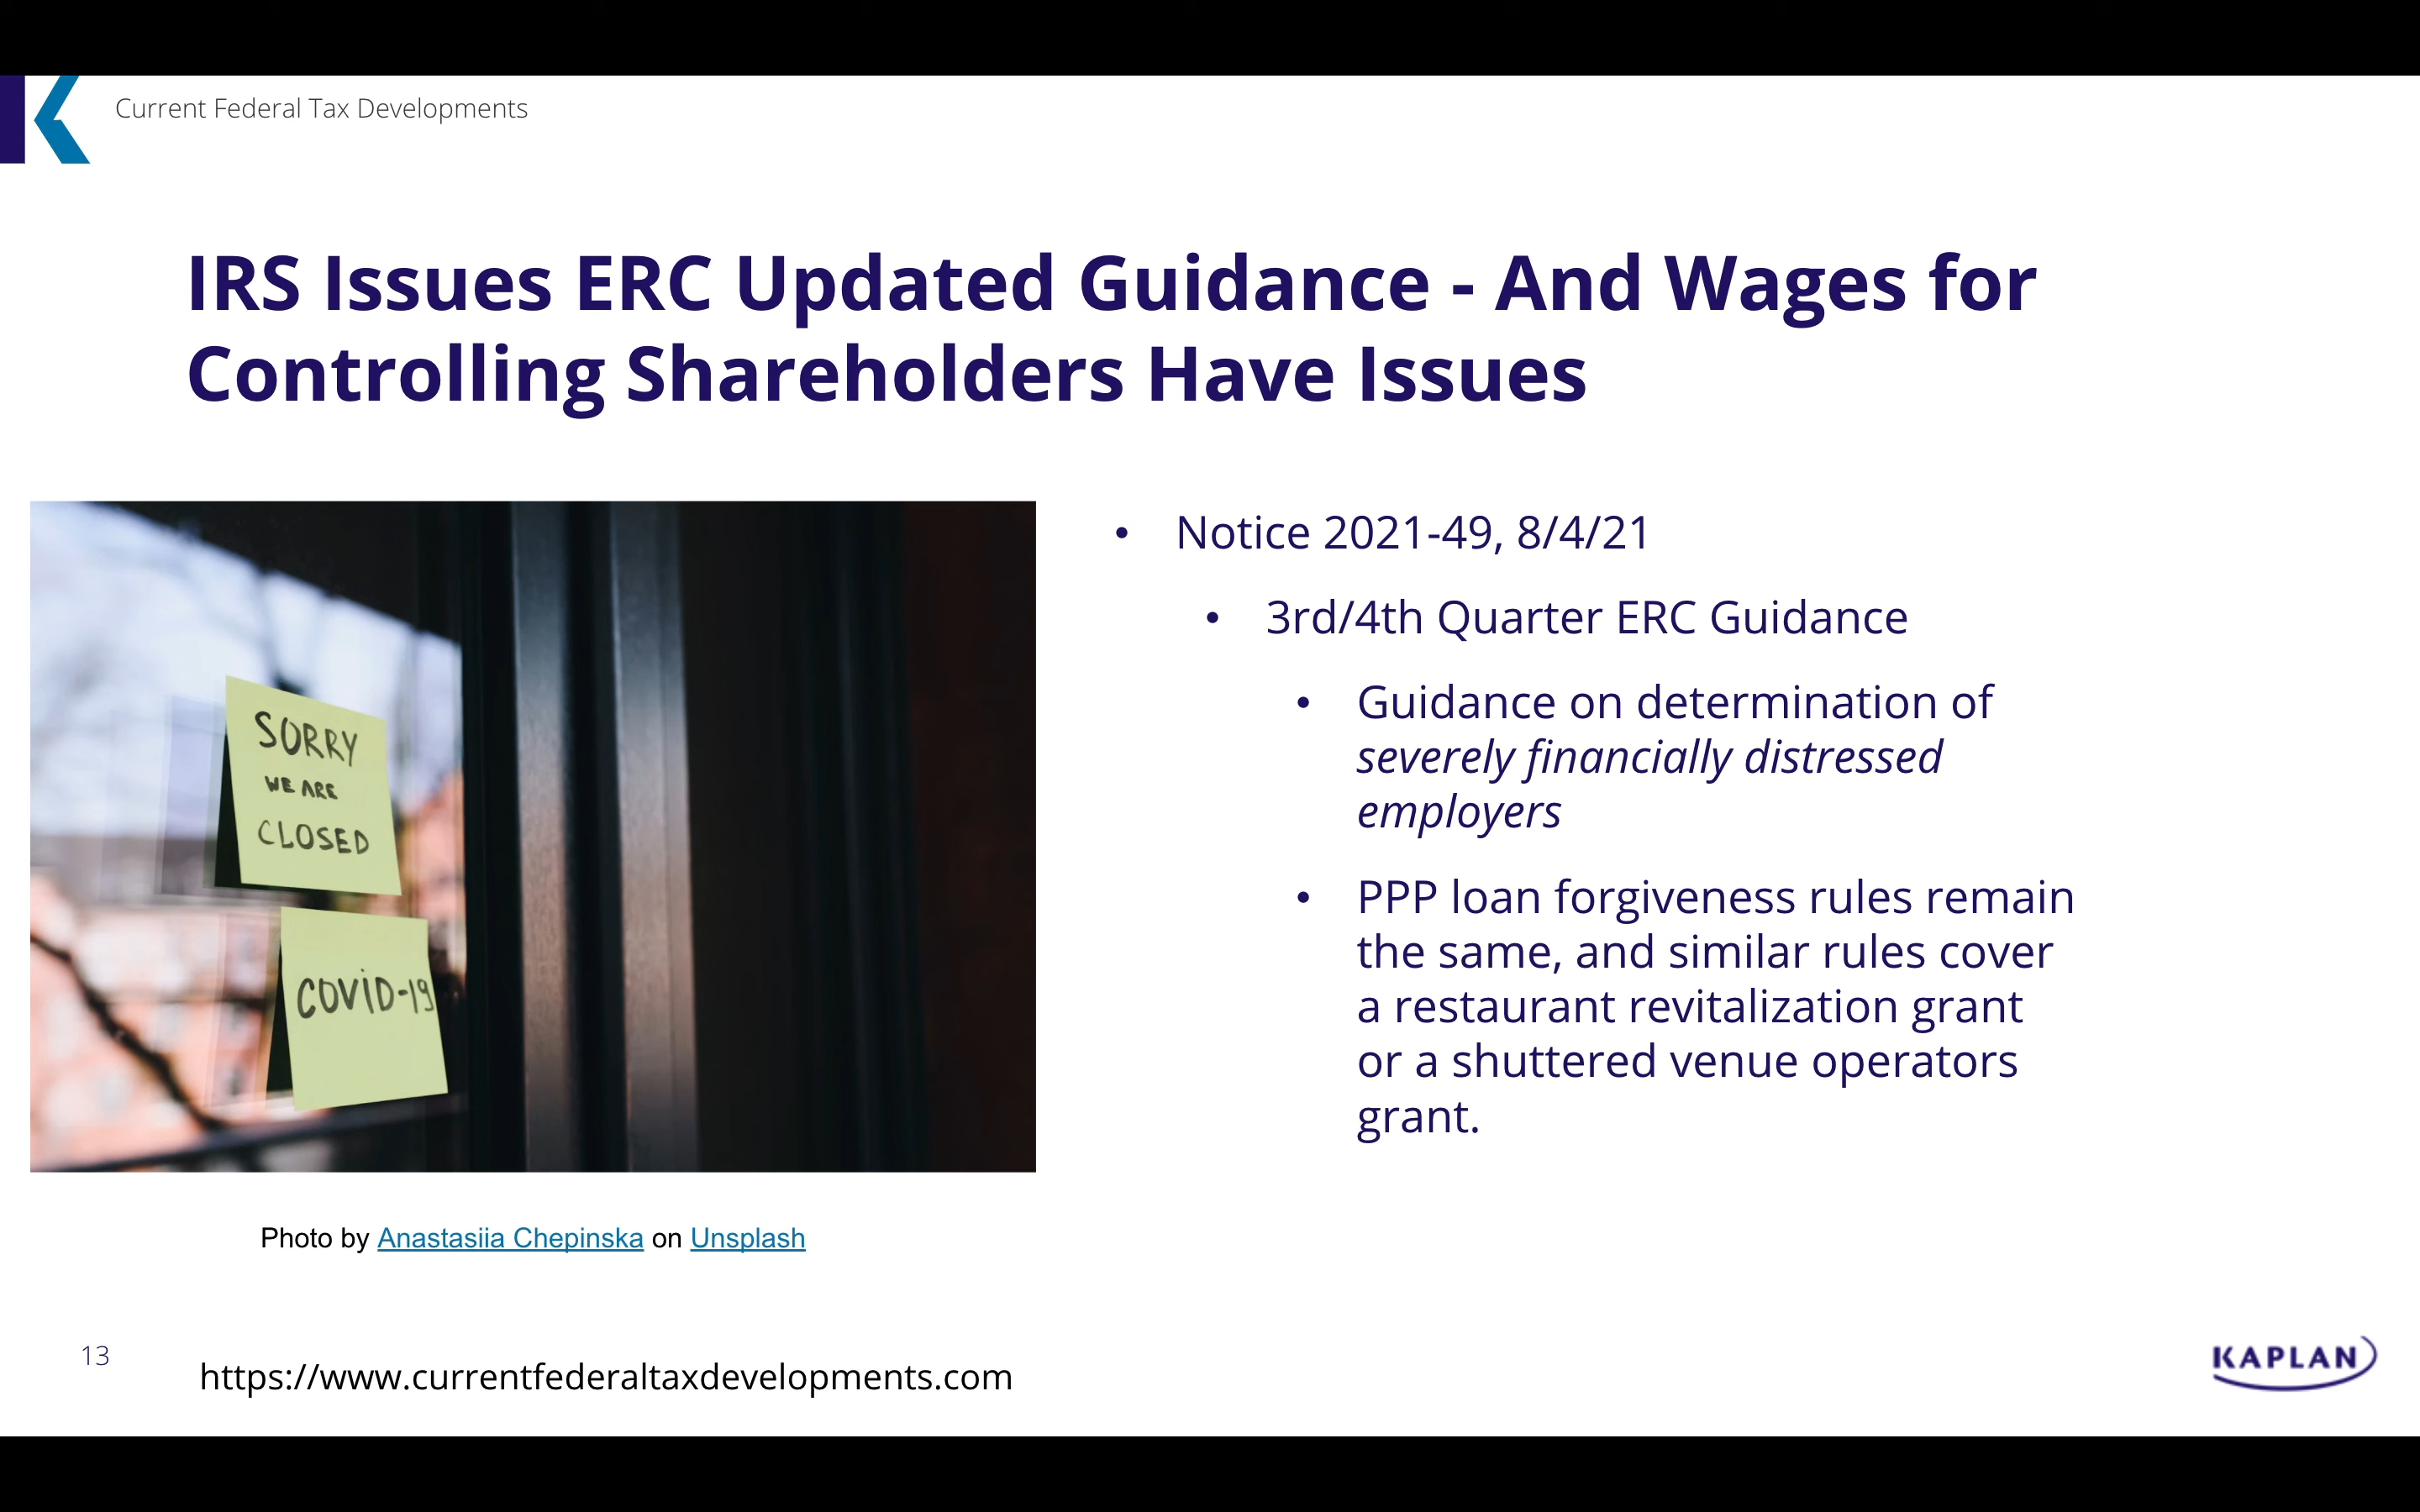 Current Federal Tax Developments
IRS Issues ERC Updated Guidance - And Wages for
Controlling Shareholders Have Issues
SORRY
WE ARE
CLOSED
COVID-19
Photo by Anastasiia Chepinska on Unsplash
• Notice 2021-49, 8/4/21
• 3rd/4th Quarter ERC Guidance
• Guidance on determination of
severely financially distressed
employers
• PPP loan forgiveness rules remain
the same, and similar rules cover
a restaurant revitalization grant
or a shuttered venue operators
grant.
13
https://www.currentfederaltaxdevelopments.com
KAPLAN